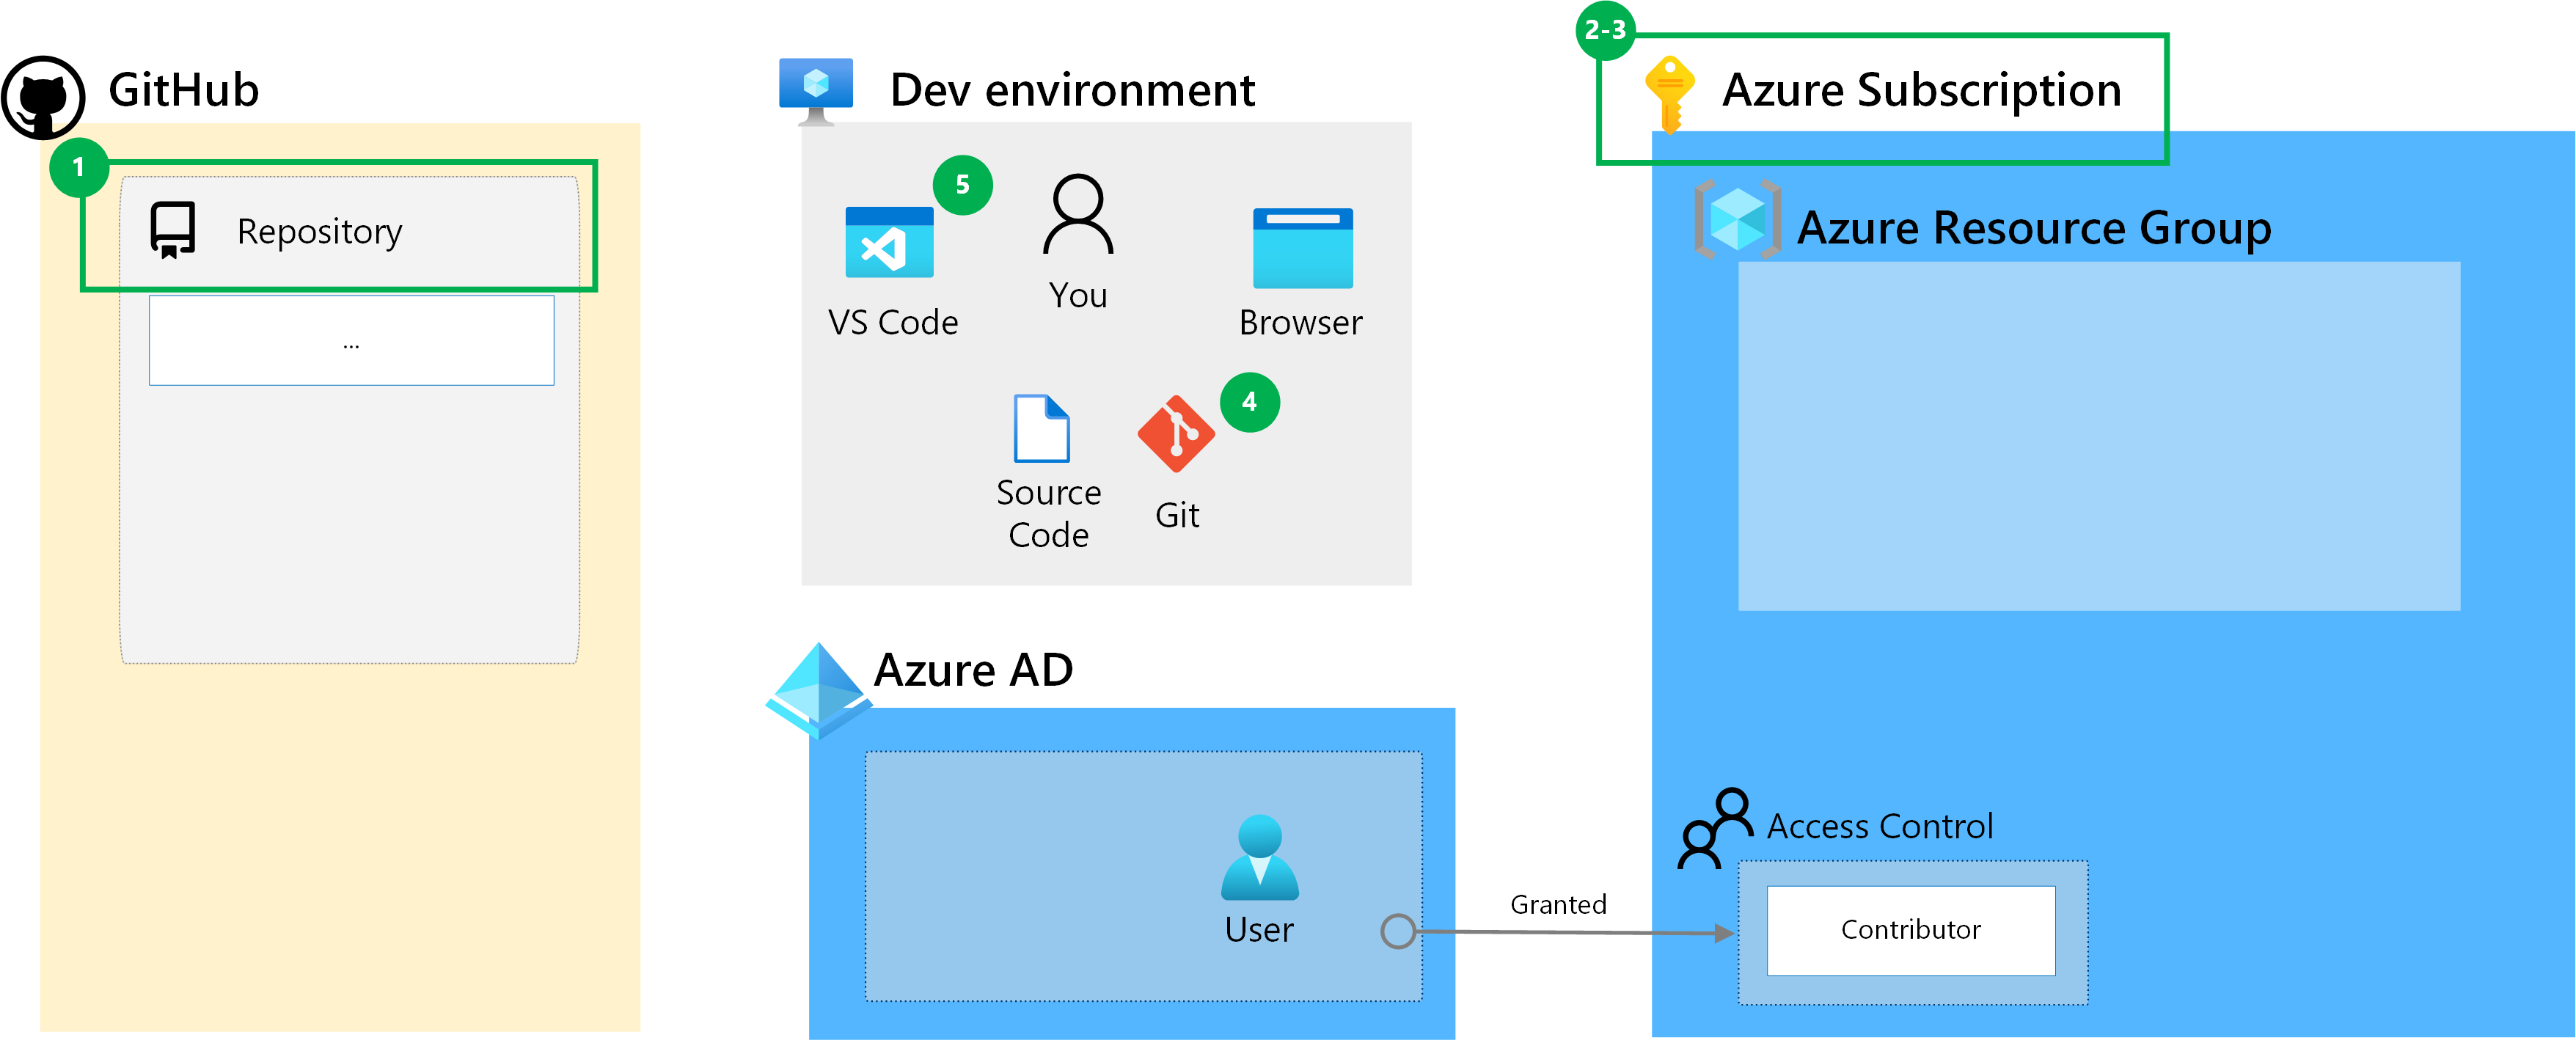 GitHub
1
Repository
...
Dev environment
5
VS Code
You
Browser
4
Source
Code
Git
Azure AD
User
Granted
2-3
Azure Subscription
Azure Resource Group
Access Control
Contributor